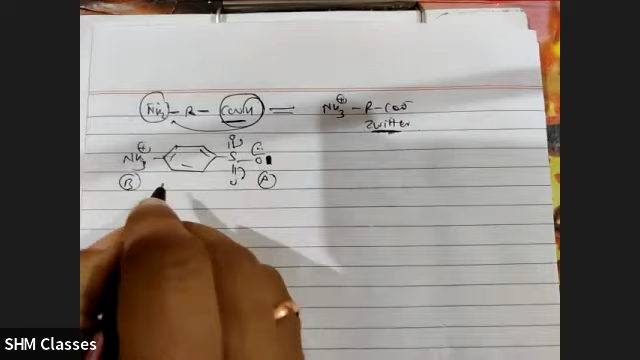 NH₂ — R — COOH ⇌ NH₃⊕ — R — COO⁻
Zwitter
NH₃⊕ S O O O⊖
B A
SHM Classes